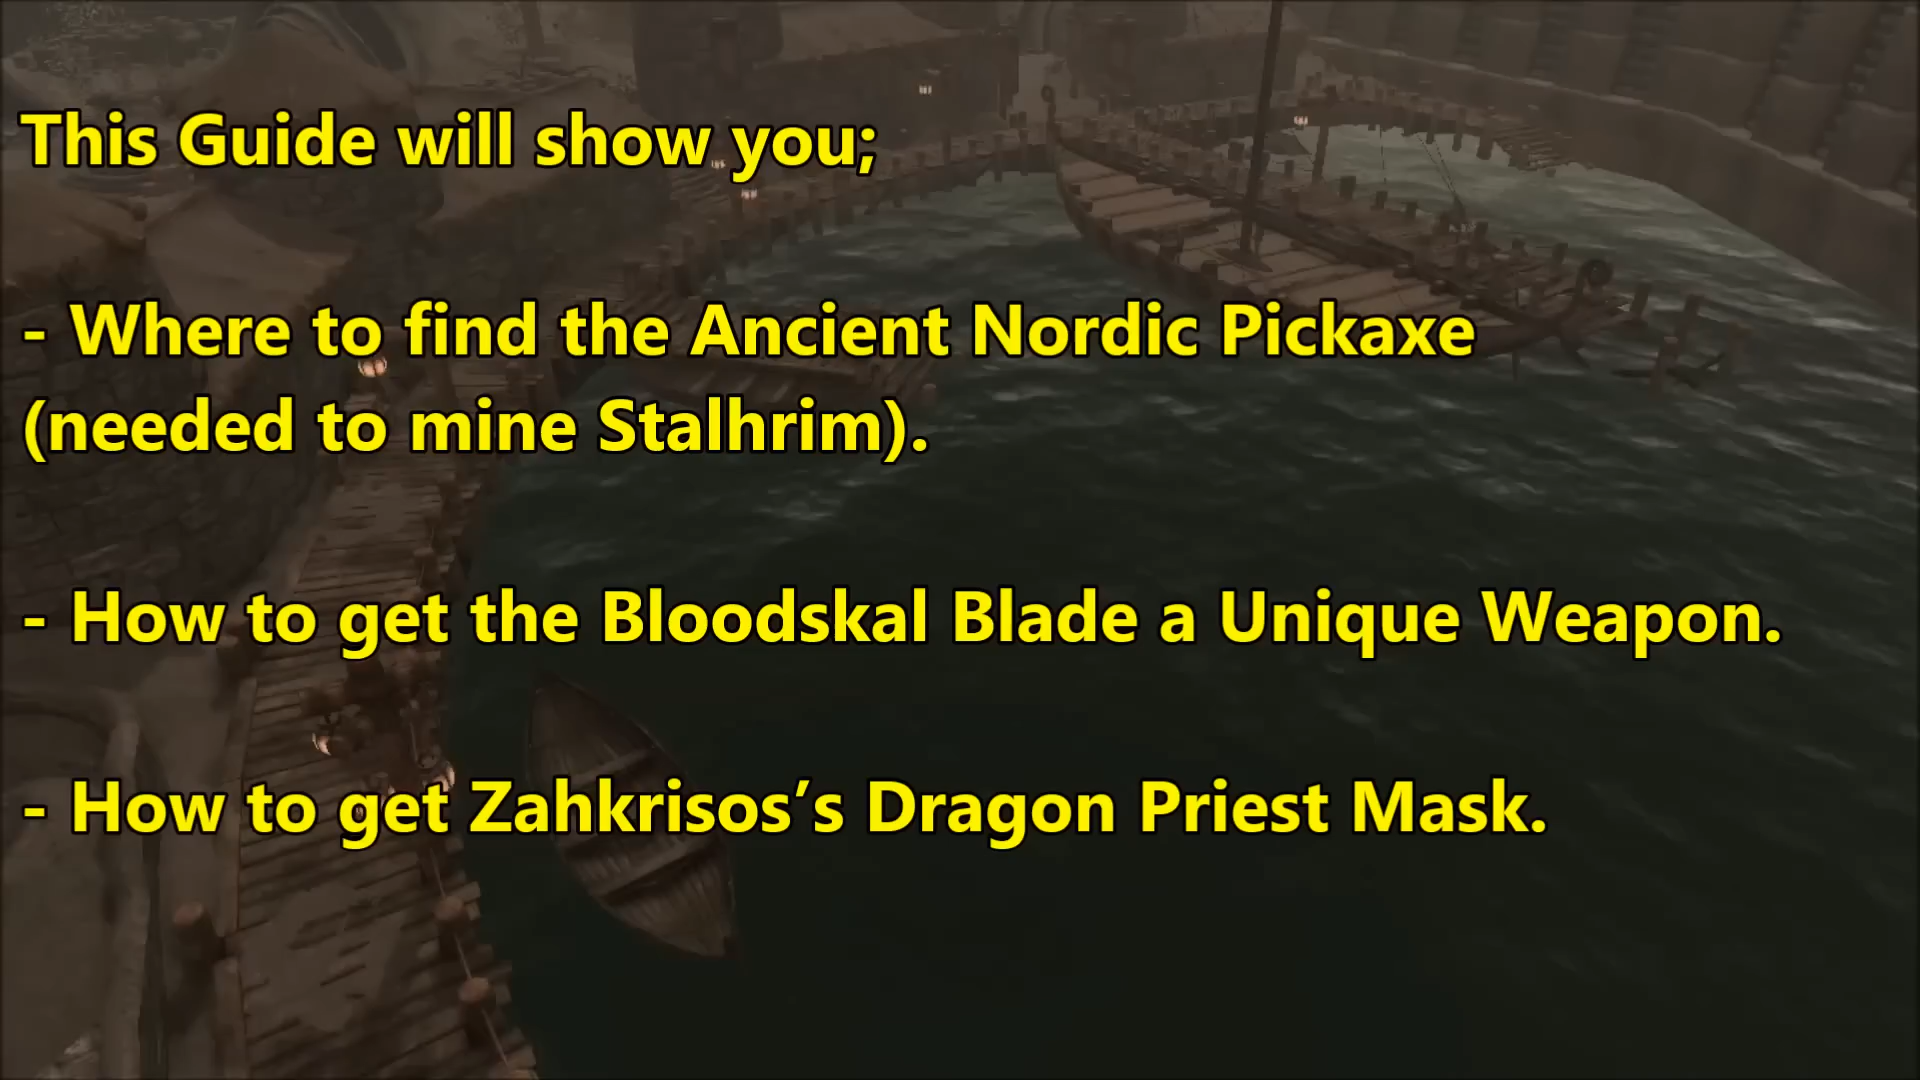 This Guide will show you;
- Where to find the Ancient Nordic Pickaxe
(needed to mine Stalhrim).
- How to get the Bloodskal Blade a Unique Weapon.
- How to get Zahkrisos’s Dragon Priest Mask.